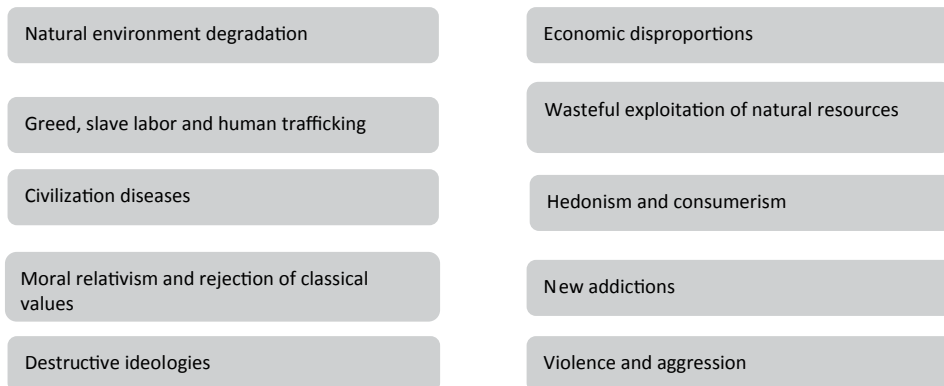 Natural environment degradation
Economic disproportions
Greed, slave labor and human trafficking
Wasteful exploitation of natural resources
Civilization diseases
Hedonism and consumerism
Moral relativism and rejection of classical
values
New addictions
Destructive ideologies
Violence and aggression